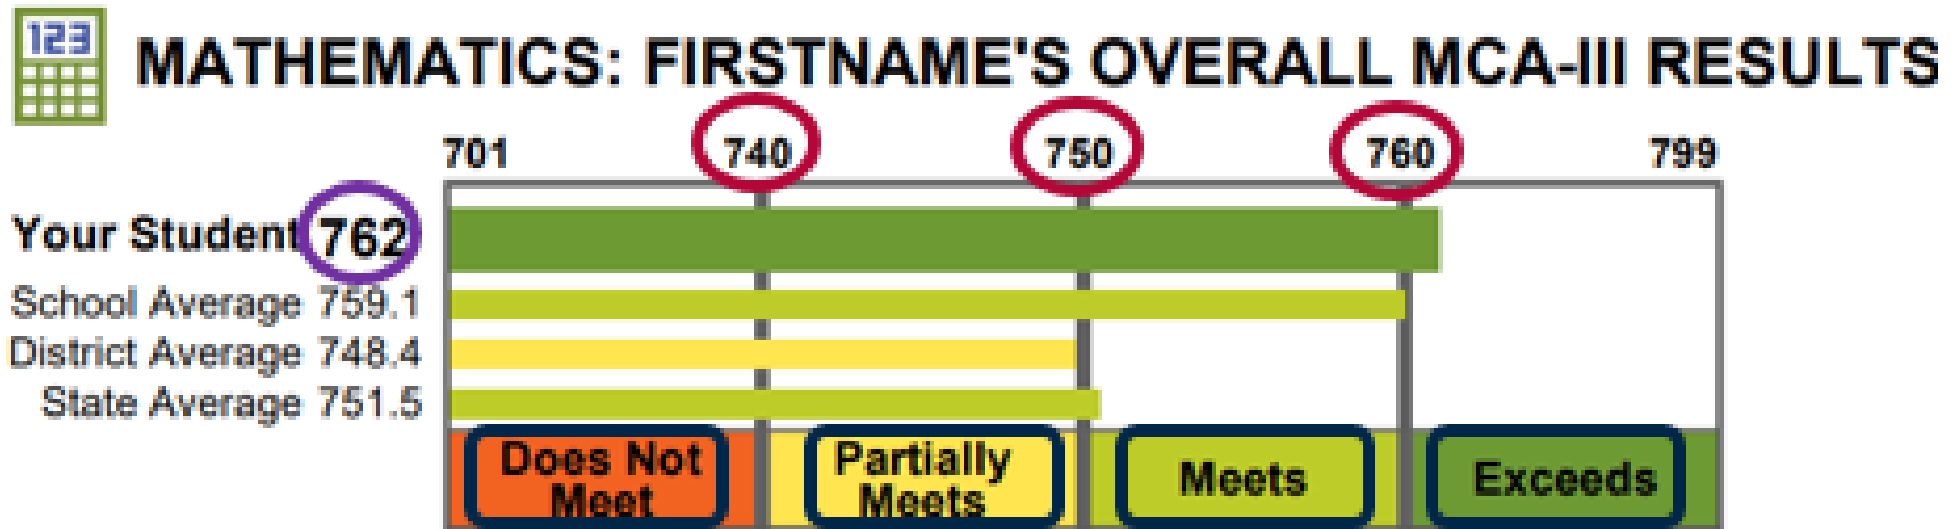 123
MATHEMATICS: FIRSTNAME'S OVERALL MCA-III RESULTS
701 740 750 760 799
Your Student 762
School Average 759.1
District Average 748.4
State Average 751.5
Does Not Meet
Partially Meets
Meets
Exceeds